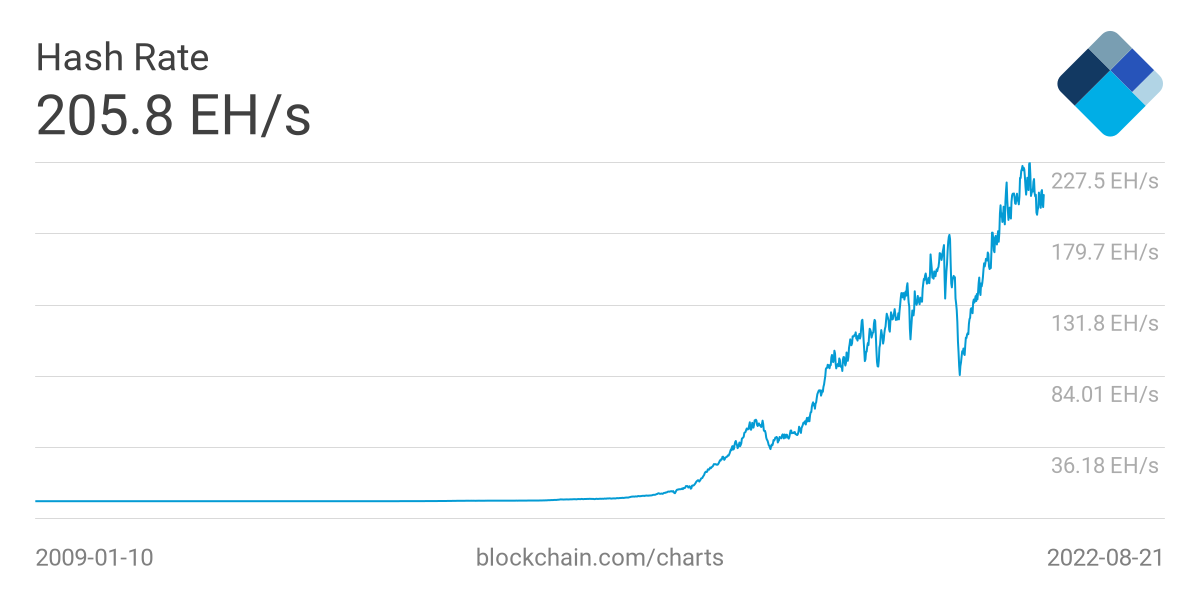 Hash Rate
205.8 EH/s
227.5 EH/s
179.7 EH/s
131.8 EH/s
84.01 EH/s
36.18 EH/s
2009-01-10
blockchain.com/charts
2022-08-21